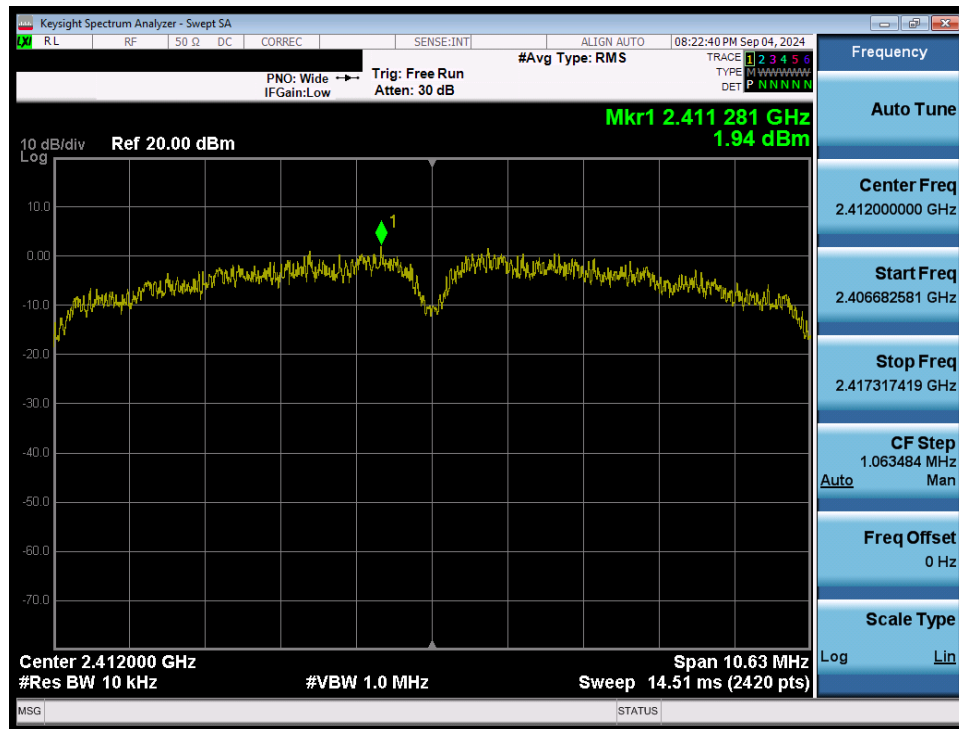 Keysight Spectrum Analyzer - Swept SA
LXI RL RF 50 Ω DC CORREC SENSE:INT ALIGN AUTO 08:22:40 PM Sep 04, 2024
PNO: Wide
IFGain:Low
Trig: Free Run
Atten: 30 dB
#Avg Type: RMS
TRACE 1 2 3 4 5 6
TYPE M WWWWW
DET P N N N N N
Mkr1 2.411 281 GHz
1.94 dBm
10 dB/div Ref 20.00 dBm
Log
10.0
0.00
-10.0
-20.0
-30.0
-40.0
-50.0
-60.0
-70.0
1
Center 2.412000 GHz Span 10.63 MHz
#Res BW 10 kHz #VBW 1.0 MHz Sweep 14.51 ms (2420 pts)
MSG STATUS
Frequency
Auto Tune
Center Freq
2.412000000 GHz
Start Freq
2.406682581 GHz
Stop Freq
2.417317419 GHz
CF Step
1.063484 MHz
Auto Man
Freq Offset
0 Hz
Scale Type
Log Lin